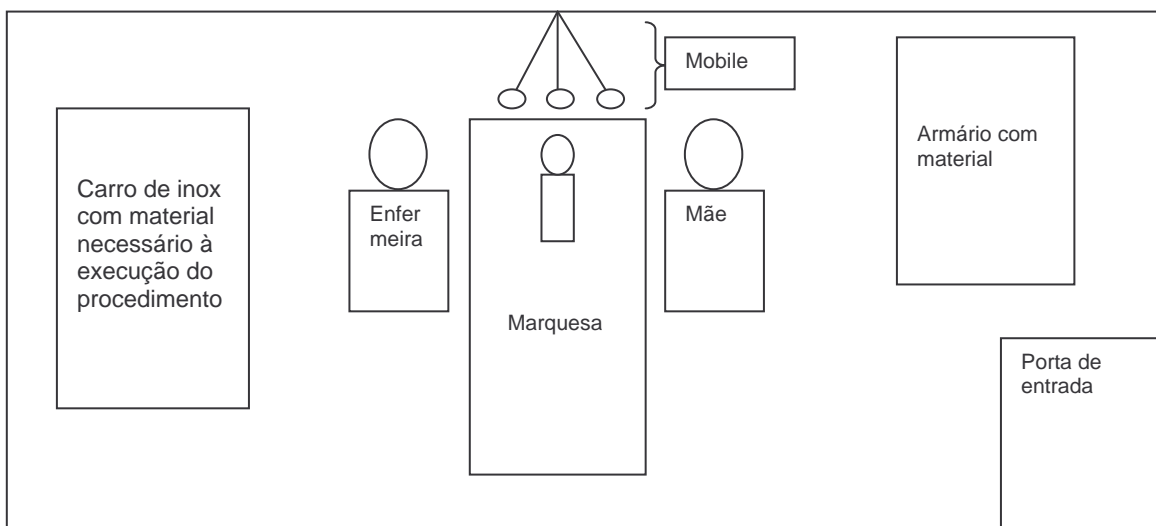 Mobile
Armário com
material
Carro de inox
com material
necessário à
execução do
procedimento
Enfer
meira
Mãe
Marquesa
Porta de
entrada